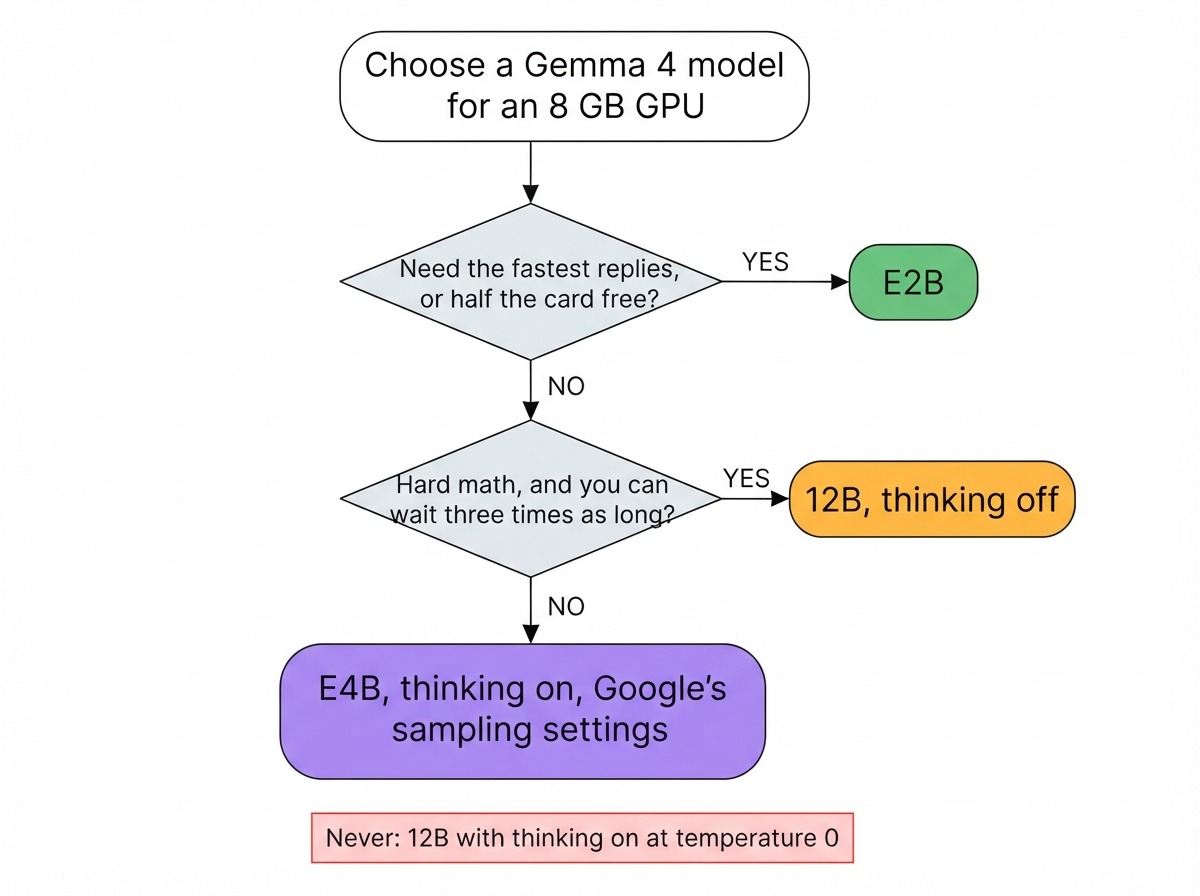 Choose a Gemma 4 model
for an 8 GB GPU
Need the fastest replies,
or half the card free?
YES
E2B
NO
Hard math, and you can
wait three times as long?
YES
12B, thinking off
NO
E4B, thinking on, Google’s
sampling settings
Never: 12B with thinking on at temperature 0